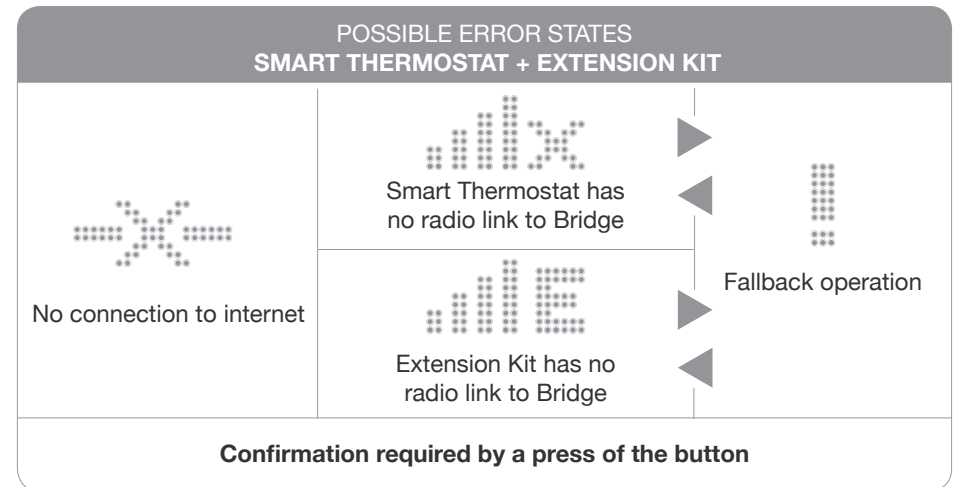 POSSIBLE ERROR STATES
SMART THERMOSTAT + EXTENSION KIT
No connection to internet
x
Smart Thermostat has
no radio link to Bridge
E
Extension Kit has no
radio link to Bridge
!
Fallback operation
Confirmation required by a press of the button